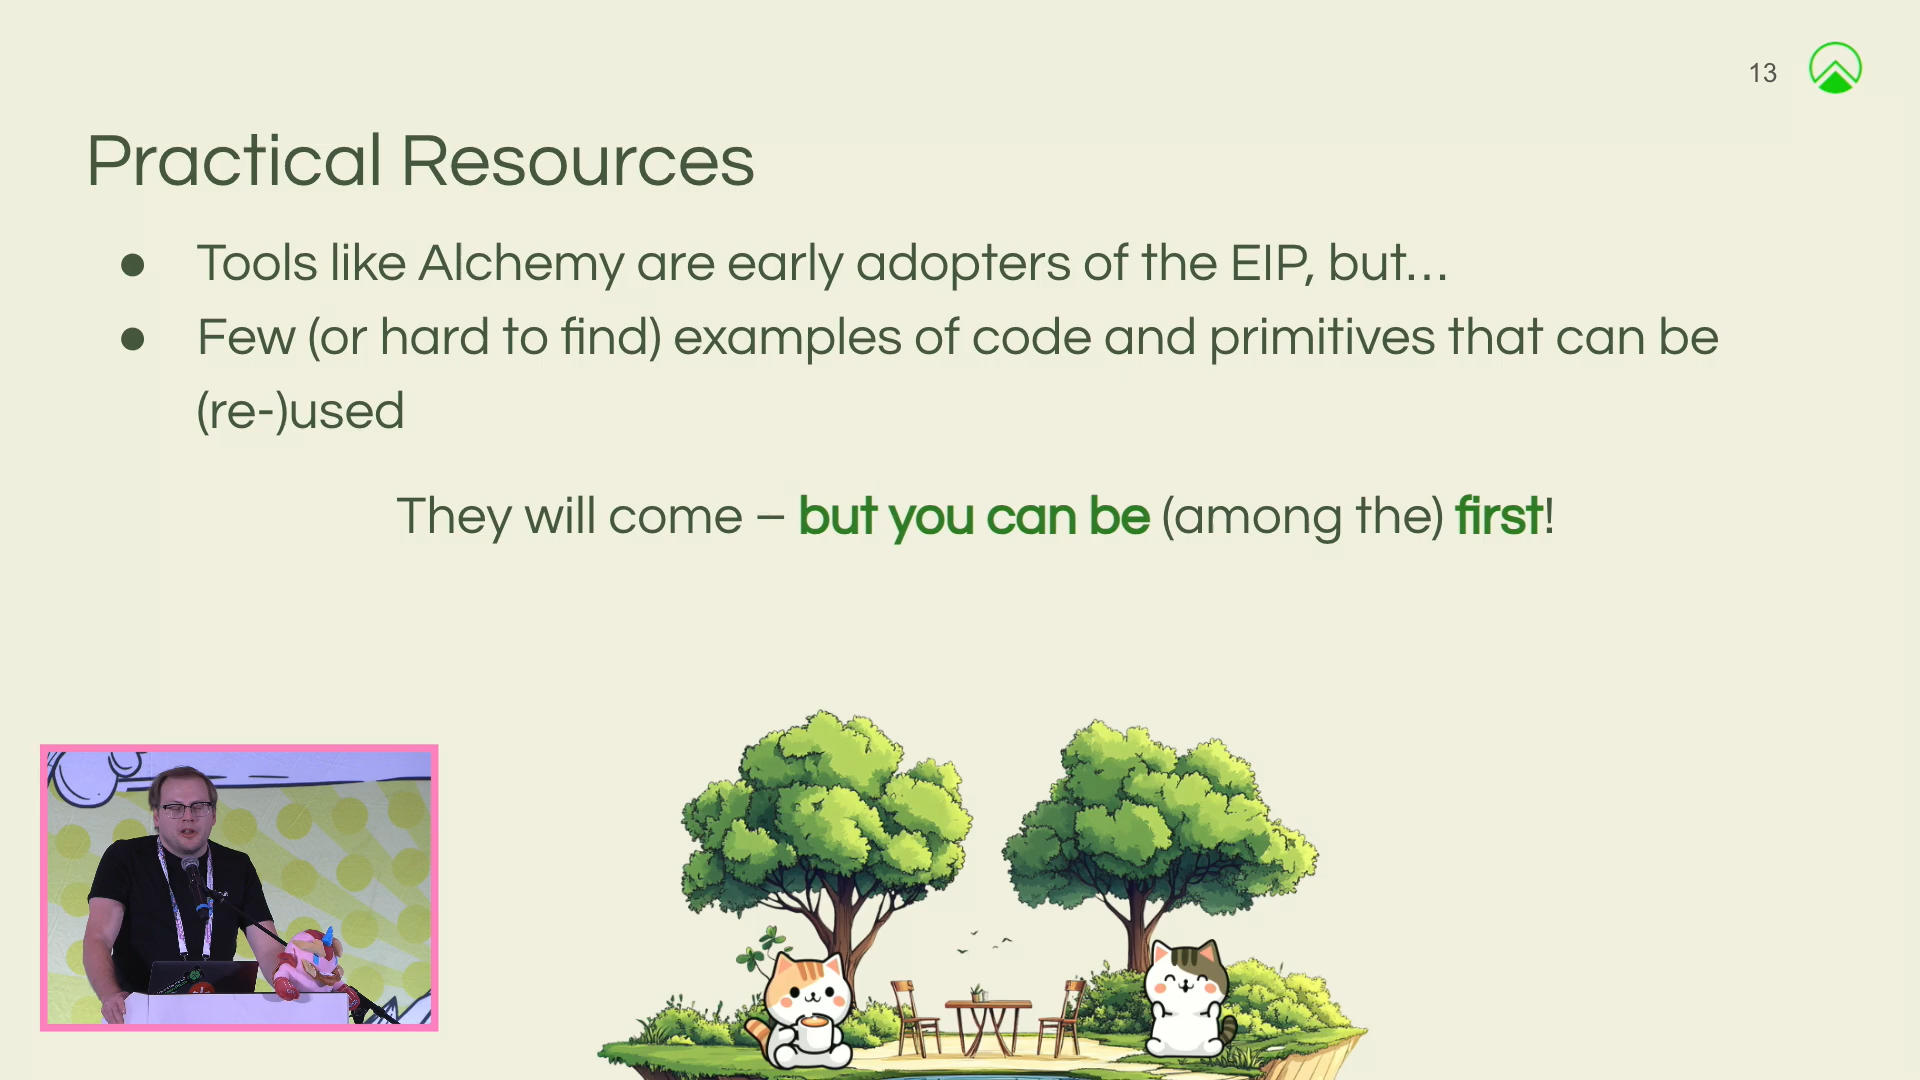 13
Practical Resources
● Tools like Alchemy are early adopters of the EIP, but…
● Few (or hard to find) examples of code and primitives that can be
(re-)used
They will come – but you can be (among the) first!